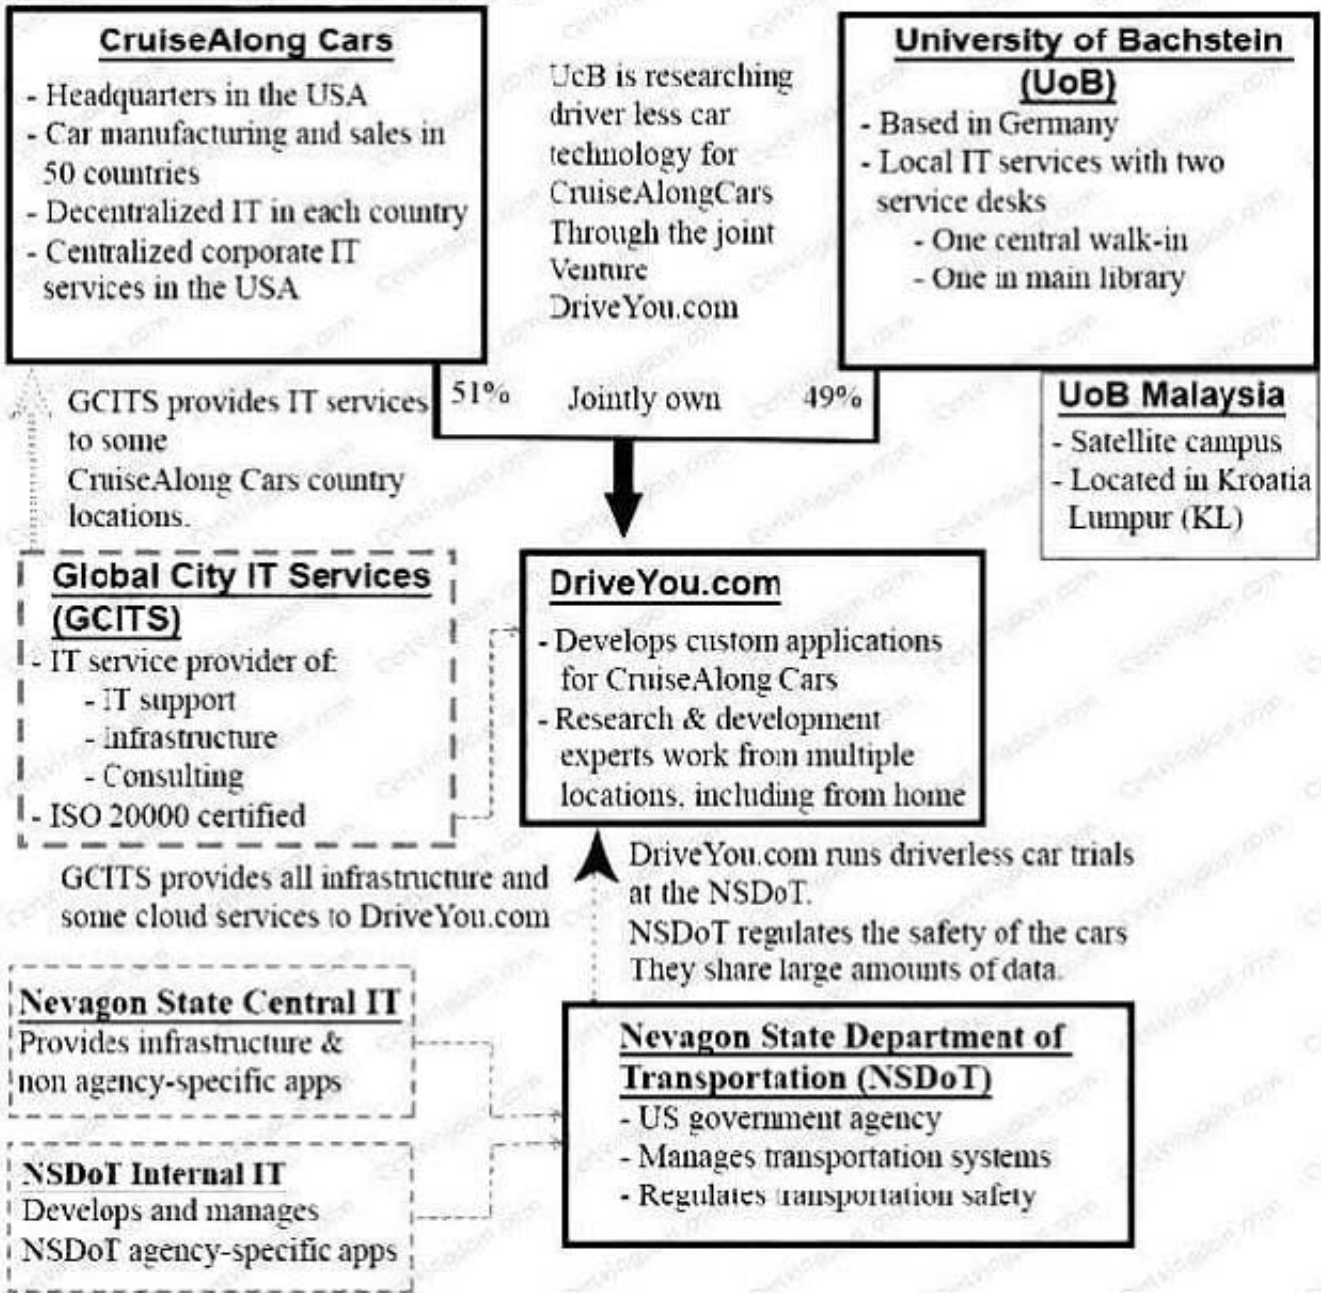 CruiseAlong Cars
- Headquarters in the USA
- Car manufacturing and sales in
50 countries
- Decentralized IT in each country
- Centralized corporate IT
services in the USA
UcB is researching
driver less car
technology for
CruiseAlongCars
Through the joint
Venture
DriveYou.com
University of Bachstein
(UoB)
- Based in Germany
- Local IT services with two
service desks
- One central walk-in
- One in main library
51% Jointly own 49%
UoB Malaysia
- Satellite campus
- Located in Kroatia
Lumpur (KL)
GCITS provides IT services
to some
CruiseAlong Cars country
locations.
Global City IT Services
(GCITS)
- IT service provider of:
- IT support
- Infrastructure
- Consulting
- ISO 20000 certified
DriveYou.com
- Develops custom applications
for CruiseAlong Cars
- Research & development
experts work from multiple
locations, including from home
GCITS provides all infrastructure and
some cloud services to DriveYou.com
DriveYou.com runs driverless car trials
at the NSDoT.
NSDoT regulates the safety of the cars
They share large amounts of data.
Nevagon State Central IT
Provides infrastructure &
non agency-specific apps
NSDoT Internal IT
Develops and manages
NSDoT agency-specific apps
Nevagon State Department of
Transportation (NSDoT)
- US government agency
- Manages transportation systems
- Regulates transportation safety